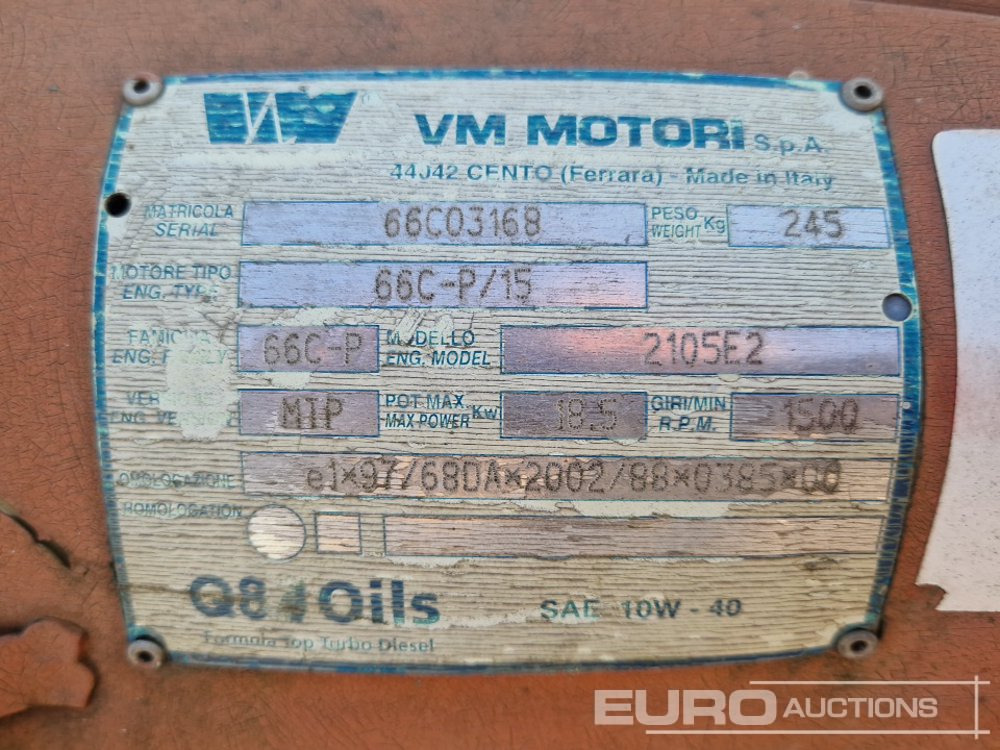 VM MOTORI S.p.A.
44042 CENTO (Ferrara) - Made in Italy
MATRICOLA SERIAL 66C03168 PESO WEIGHT Kg 245
MOTORE TIPO ENG. TYPE 66C-P/15
ENG. 66C-P MODELLO ENG. MODEL 2105E2
MTP POT MAX. MAX POWER Kw 18.5 GIRI/MIN R.P.M. 1500
OMOLOGAZIONE e1*97/68DA*2002/88*0385*00
HOMOLOGATION
Q8 Oils SAE 10W - 40
Formula Top Turbo Diesel
EURO AUCTIONS